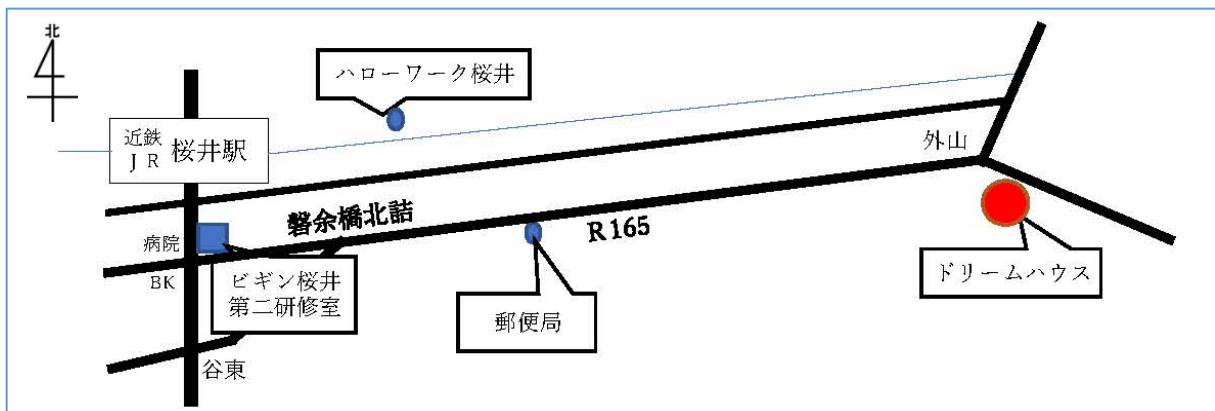 北
ハローワーク桜井
近鉄
ＪＲ
桜井駅
外山
磐余橋北詰
R 165
病院
BK
ビギン桜井
第二研修室
郵便局
ドリームハウス
谷東